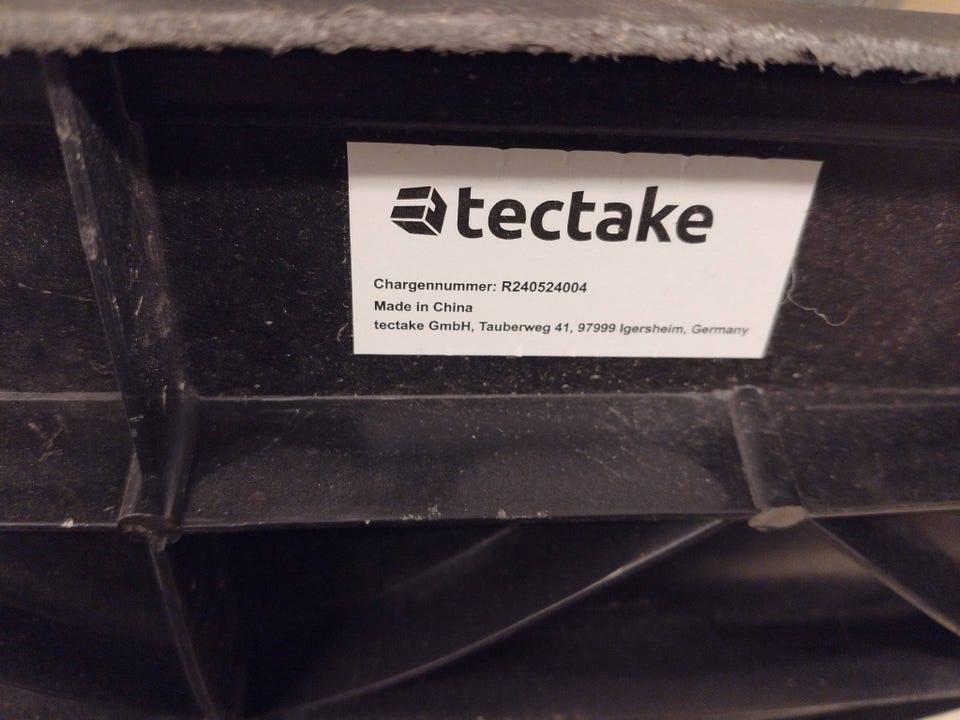 tectake
Chargennummer: R240524004
Made in China
tectake GmbH, Tauberweg 41, 97999 Igersheim, Germany